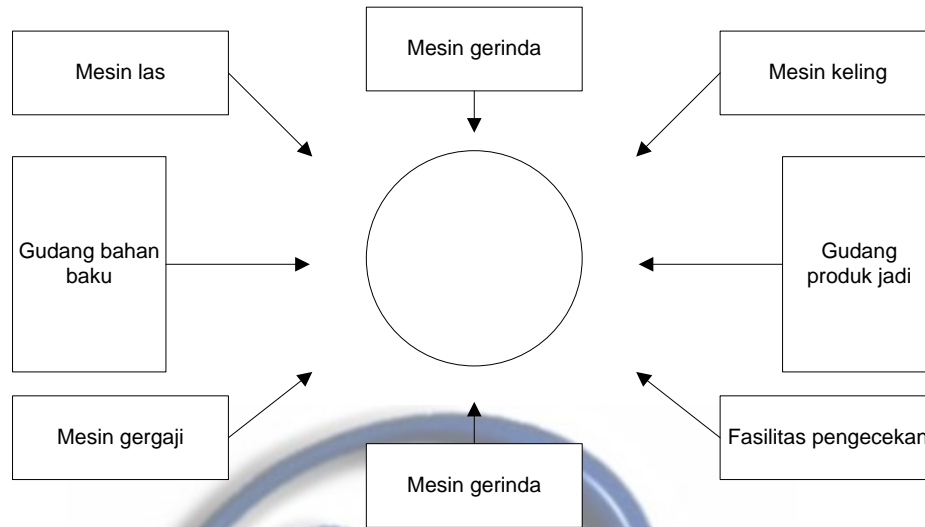 Mesin las
Mesin gerinda
Mesin keling
Gudang bahan
baku
Gudang
produk jadi
Mesin gergaji
Mesin gerinda
Fasilitas pengecekan